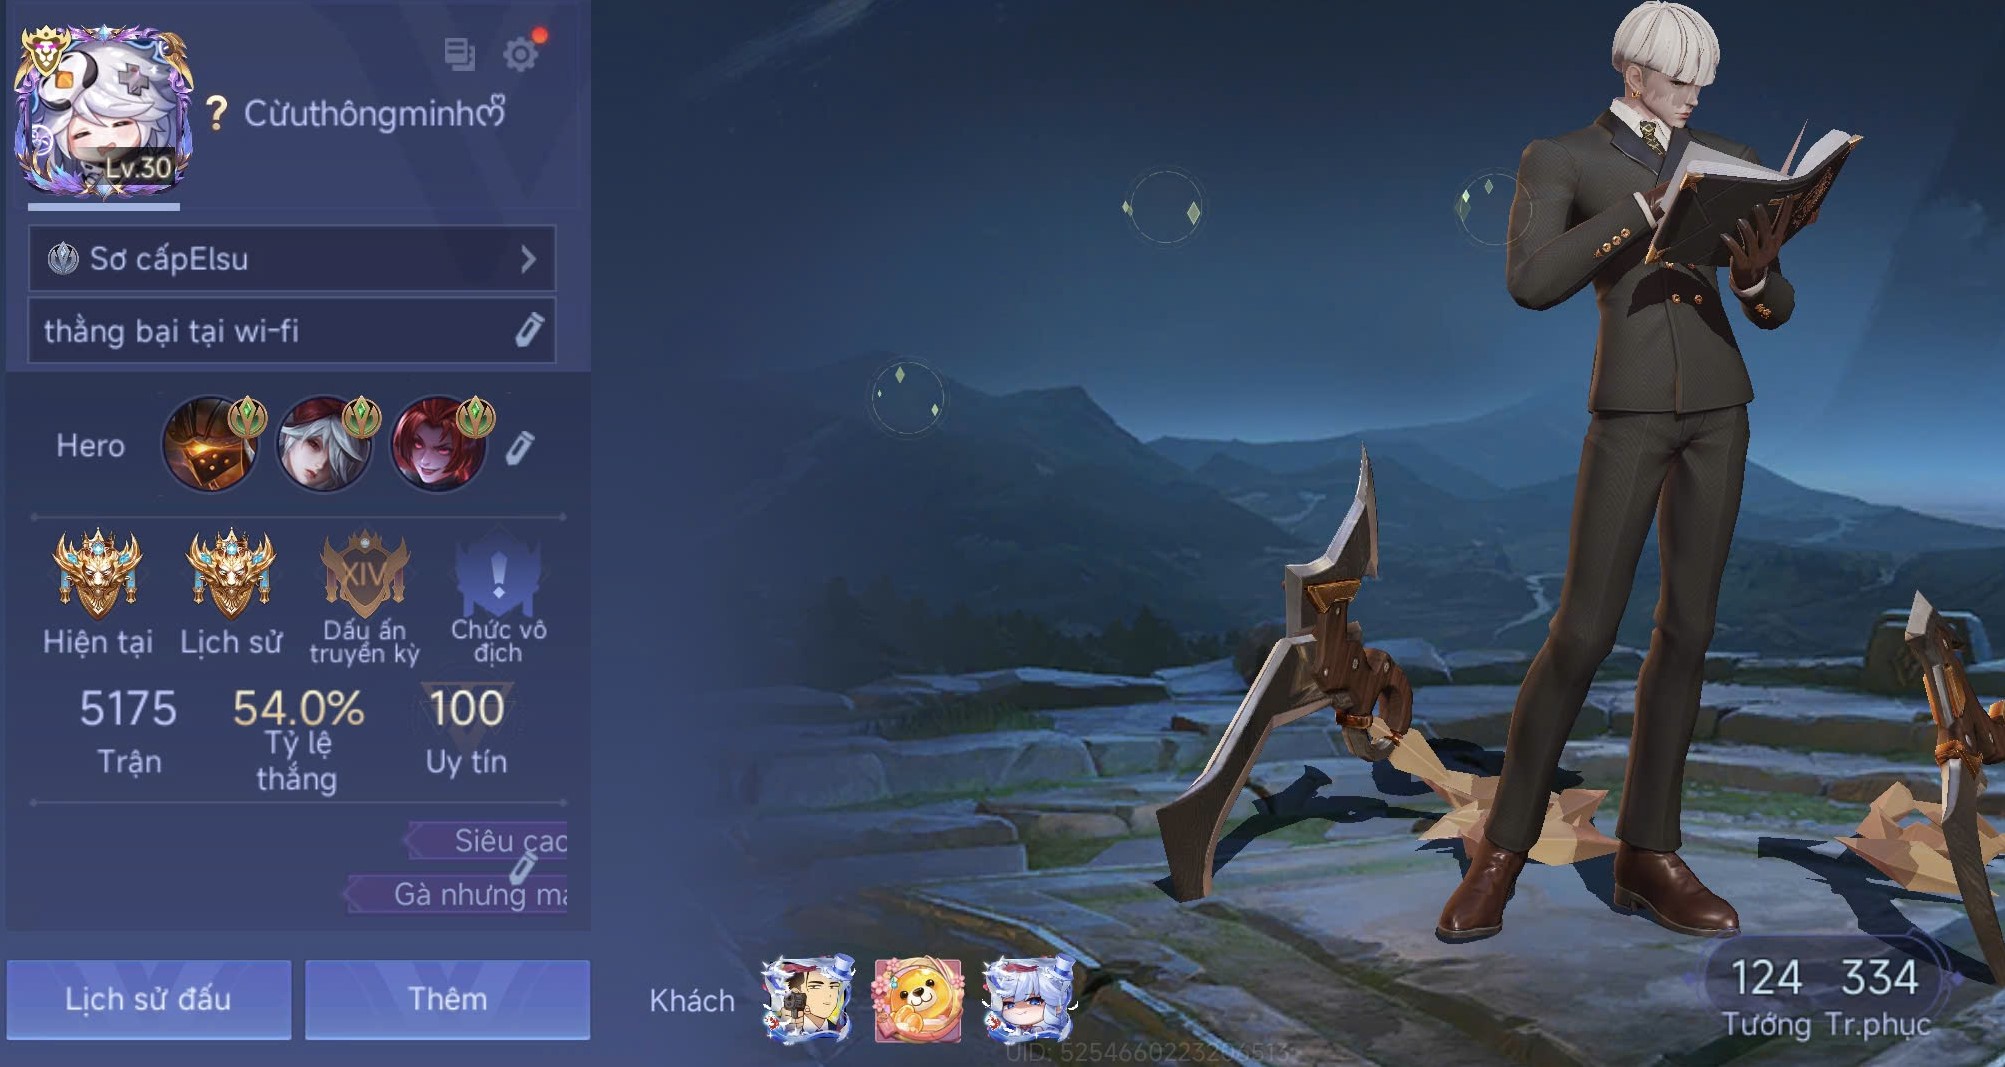 Lv.30
? Cừuthôngminhෆ
Sơ cấpElsu
thằng bại tại wi-fi
Hero
XIV
Hiện tại
Lịch sử
Dấu ấn
truyền kỳ
Chức vô
địch
5175
Trận
54.0%
Tỷ lệ
thắng
100
Uy tín
Siêu cao
Gà nhưng
Lịch sử đấu
Thêm
Khách
124 334
Tướng Tr.phục